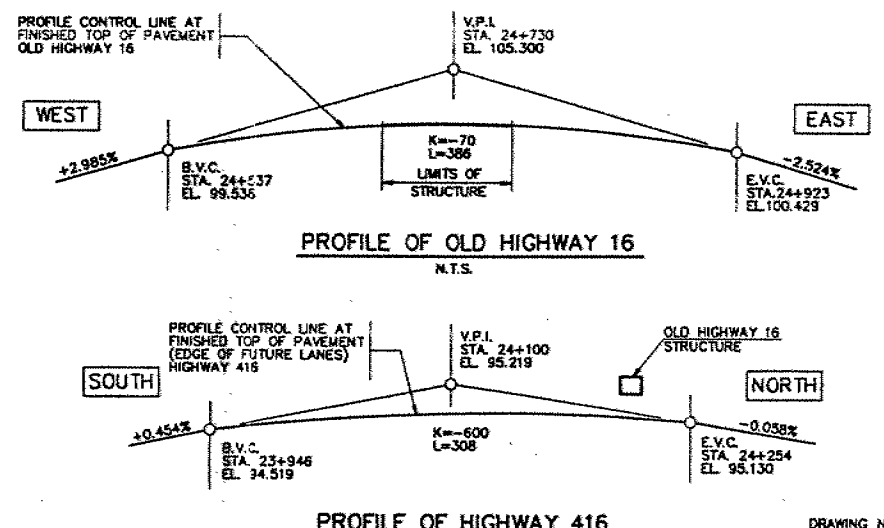 PROFILE CONTROL LINE AT
FINISHED TOP OF PAVEMENT
OLD HIGHWAY 16
V.P.I.
STA. 24+730
EL. 105.300
WEST
EAST
+2.985%
K=-70
L=386
LIMITS OF
STRUCTURE
-2.524%
B.V.C.
STA. 24+537
EL. 99.536
E.V.C.
STA.24+923
EL.100.429
PROFILE OF OLD HIGHWAY 16
N.T.S.
PROFILE CONTROL LINE AT
FINISHED TOP OF PAVEMENT
(EDGE OF FUTURE LANES)
HIGHWAY 416
V.P.I.
STA. 24+100
EL. 95.219
OLD HIGHWAY 16
STRUCTURE
SOUTH
NORTH
+0.454%
K=-600
L=308
-0.058%
B.V.C.
STA. 23+946
EL. 94.519
E.V.C.
STA. 24+254
EL. 95.130
PROFILE OF HIGHWAY 416
DRAWING N